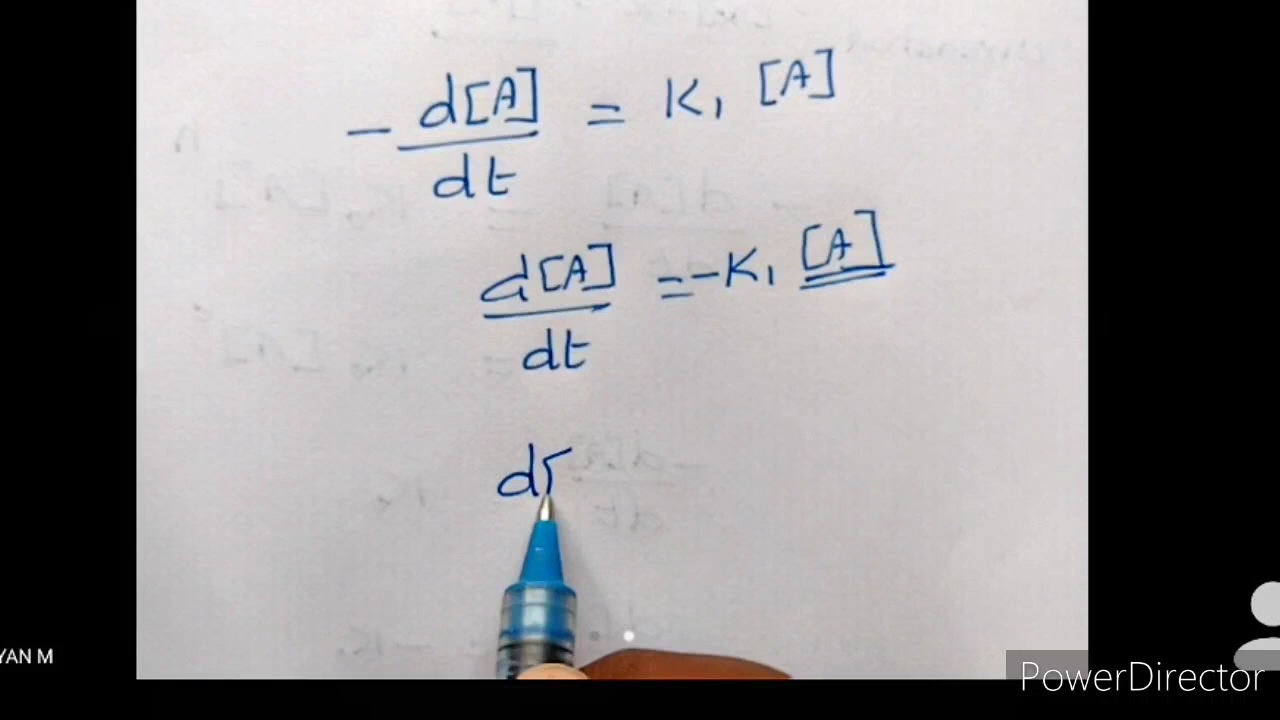 - d[A]/dt = K₁ [A]
d[A]/dt = -K₁ [A]
d[
YAN M
PowerDirector